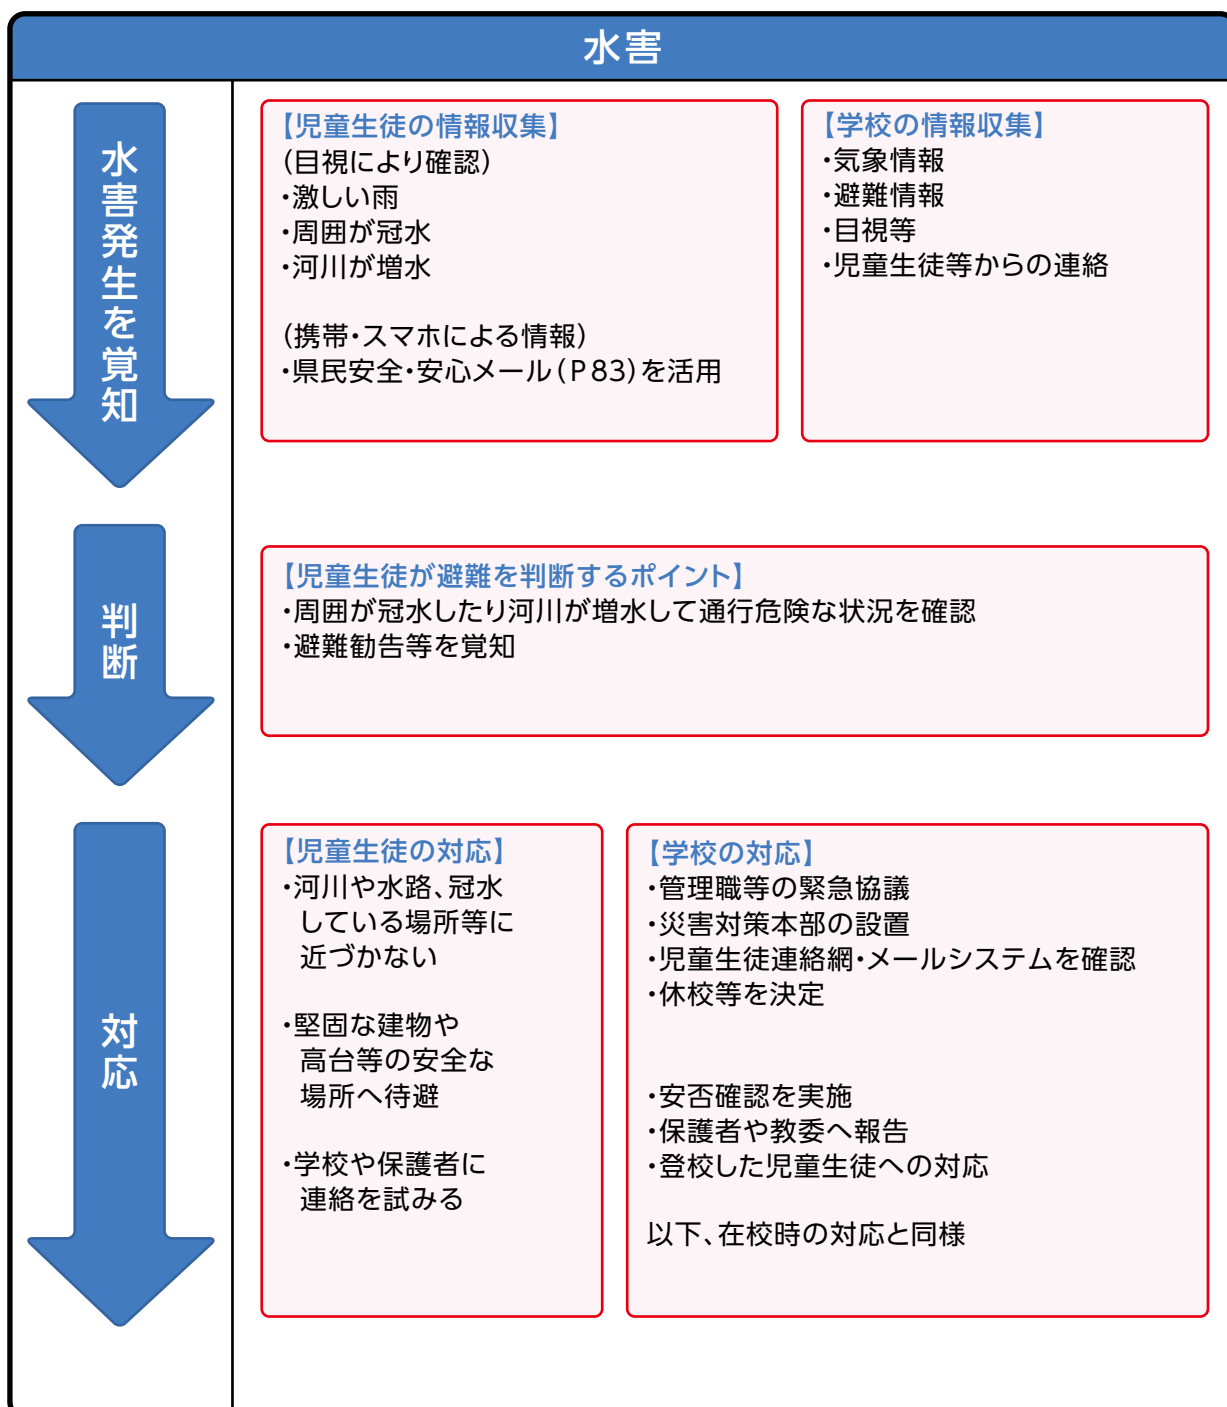 水害
水害発生を覚知
【児童生徒の情報収集】
(目視により確認)
・激しい雨
・周囲が冠水
・河川が増水
(携帯・スマホによる情報)
・県民安全・安心メール(P83)を活用
【学校の情報収集】
・気象情報
・避難情報
・目視等
・児童生徒等からの連絡
判断
【児童生徒が避難を判断するポイント】
・周囲が冠水したり河川が増水して通行危険な状況を確認
・避難勧告等を覚知
対応
【児童生徒の対応】
・河川や水路、冠水
している場所等に
近づかない
・堅固な建物や
高台等の安全な
場所へ待避
・学校や保護者に
連絡を試みる
【学校の対応】
・管理職等の緊急協議
・災害対策本部の設置
・児童生徒連絡網・メールシステムを確認
・休校等を決定
・安否確認を実施
・保護者や教委へ報告
・登校した児童生徒への対応
以下、在校時の対応と同様